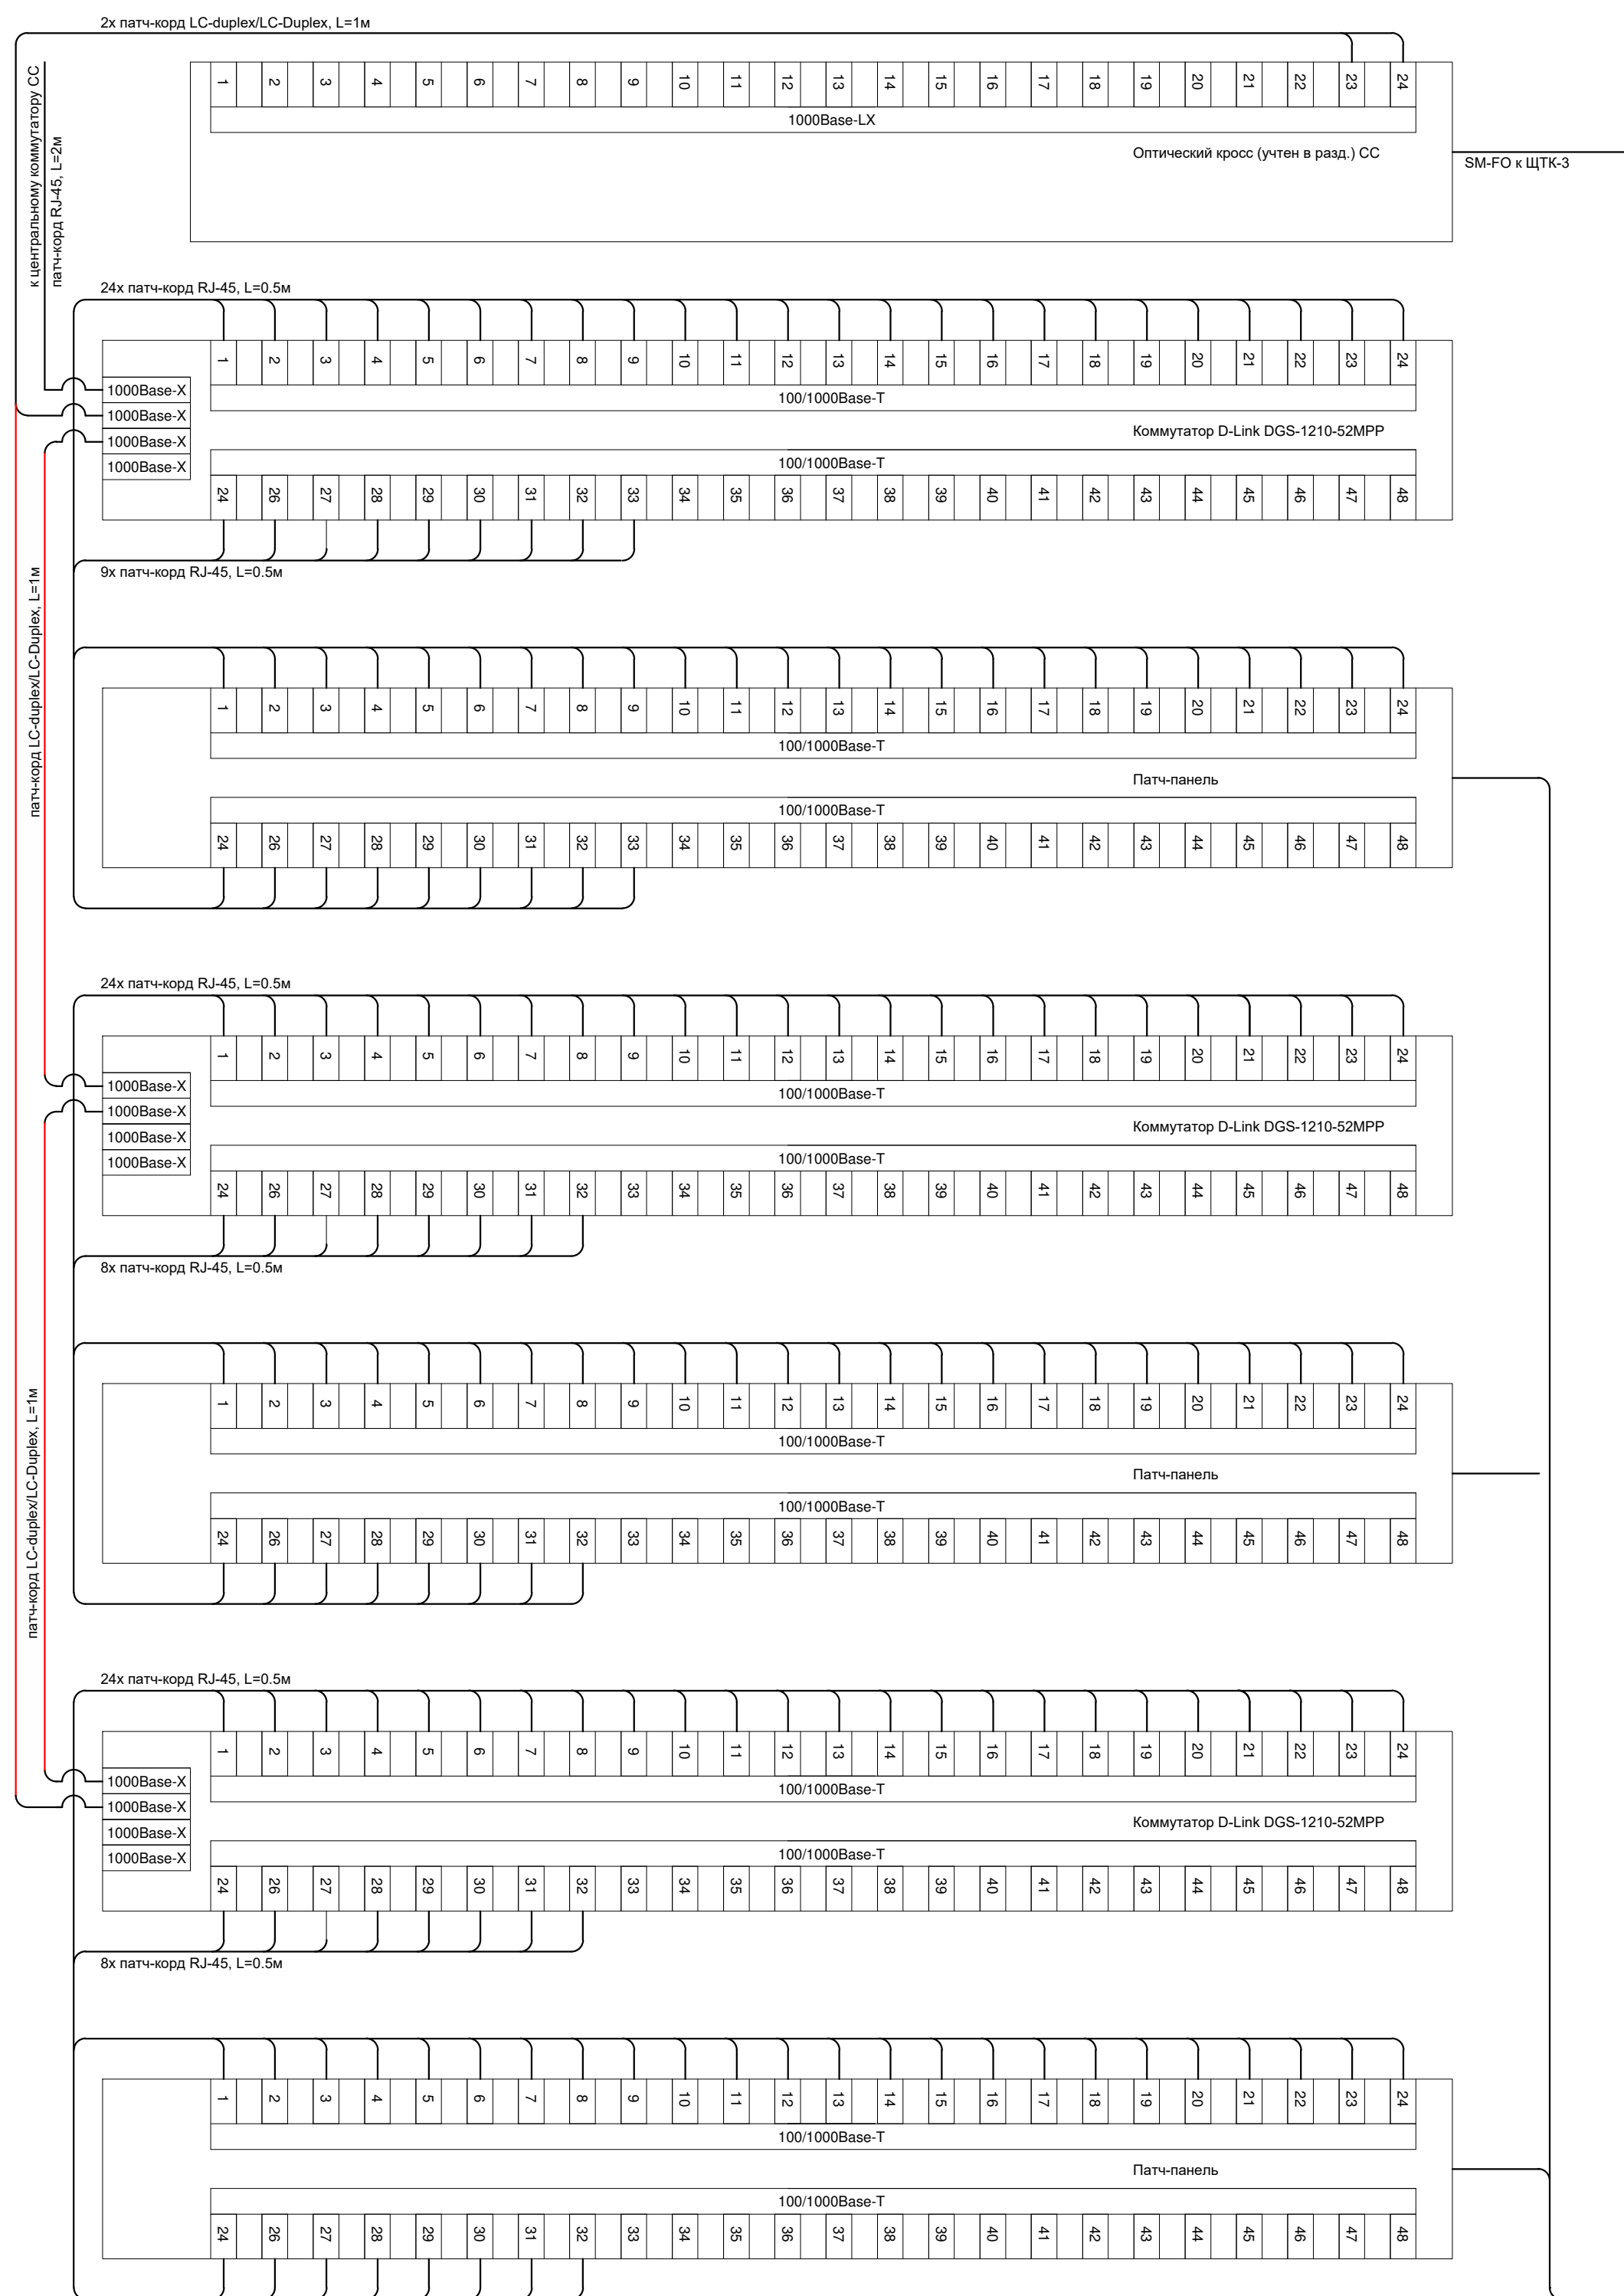 2x патч-корд LC-duplex/LC-Duplex, L=1м
к центральному коммутатору СС
патч-корд RJ-45, L=2м
1 2 3 4 5 6 7 8 9 10 11 12 13 14 15 16 17 18 19 20 21 22 23 24
1000Base-LX
Оптический кросс (учтен в разд.) СС
SM-FO к ЩТК-3
24x патч-корд RJ-45, L=0.5м
1 2 3 4 5 6 7 8 9 10 11 12 13 14 15 16 17 18 19 20 21 22 23 24
1000Base-X
100/1000Base-T
1000Base-X
Коммутатор D-Link DGS-1210-52MPP
1000Base-X
1000Base-X
100/1000Base-T
24 26 27 28 29 30 31 32 33 34 35 36 37 38 39 40 41 42 43 44 45 46 47 48
9x патч-корд RJ-45, L=0.5м
патч-корд LC-duplex/LC-Duplex, L=1м
1 2 3 4 5 6 7 8 9 10 11 12 13 14 15 16 17 18 19 20 21 22 23 24
100/1000Base-T
Патч-панель
100/1000Base-T
24 26 27 28 29 30 31 32 33 34 35 36 37 38 39 40 41 42 43 44 45 46 47 48
24x патч-корд RJ-45, L=0.5м
1 2 3 4 5 6 7 8 9 10 11 12 13 14 15 16 17 18 19 20 21 22 23 24
1000Base-X
100/1000Base-T
1000Base-X
Коммутатор D-Link DGS-1210-52MPP
1000Base-X
1000Base-X
100/1000Base-T
24 26 27 28 29 30 31 32 33 34 35 36 37 38 39 40 41 42 43 44 45 46 47 48
8x патч-корд RJ-45, L=0.5м
1 2 3 4 5 6 7 8 9 10 11 12 13 14 15 16 17 18 19 20 21 22 23 24
100/1000Base-T
Патч-панель
патч-корд LC-duplex/LC-Duplex, L=1м
100/1000Base-T
24 26 27 28 29 30 31 32 33 34 35 36 37 38 39 40 41 42 43 44 45 46 47 48
24x патч-корд RJ-45, L=0.5м
1 2 3 4 5 6 7 8 9 10 11 12 13 14 15 16 17 18 19 20 21 22 23 24
1000Base-X
100/1000Base-T
1000Base-X
Коммутатор D-Link DGS-1210-52MPP
1000Base-X
1000Base-X
100/1000Base-T
24 26 27 28 29 30 31 32 33 34 35 36 37 38 39 40 41 42 43 44 45 46 47 48
8x патч-корд RJ-45, L=0.5м
1 2 3 4 5 6 7 8 9 10 11 12 13 14 15 16 17 18 19 20 21 22 23 24
100/1000Base-T
Патч-панель
100/1000Base-T
24 26 27 28 29 30 31 32 33 34 35 36 37 38 39 40 41 42 43 44 45 46 47 48